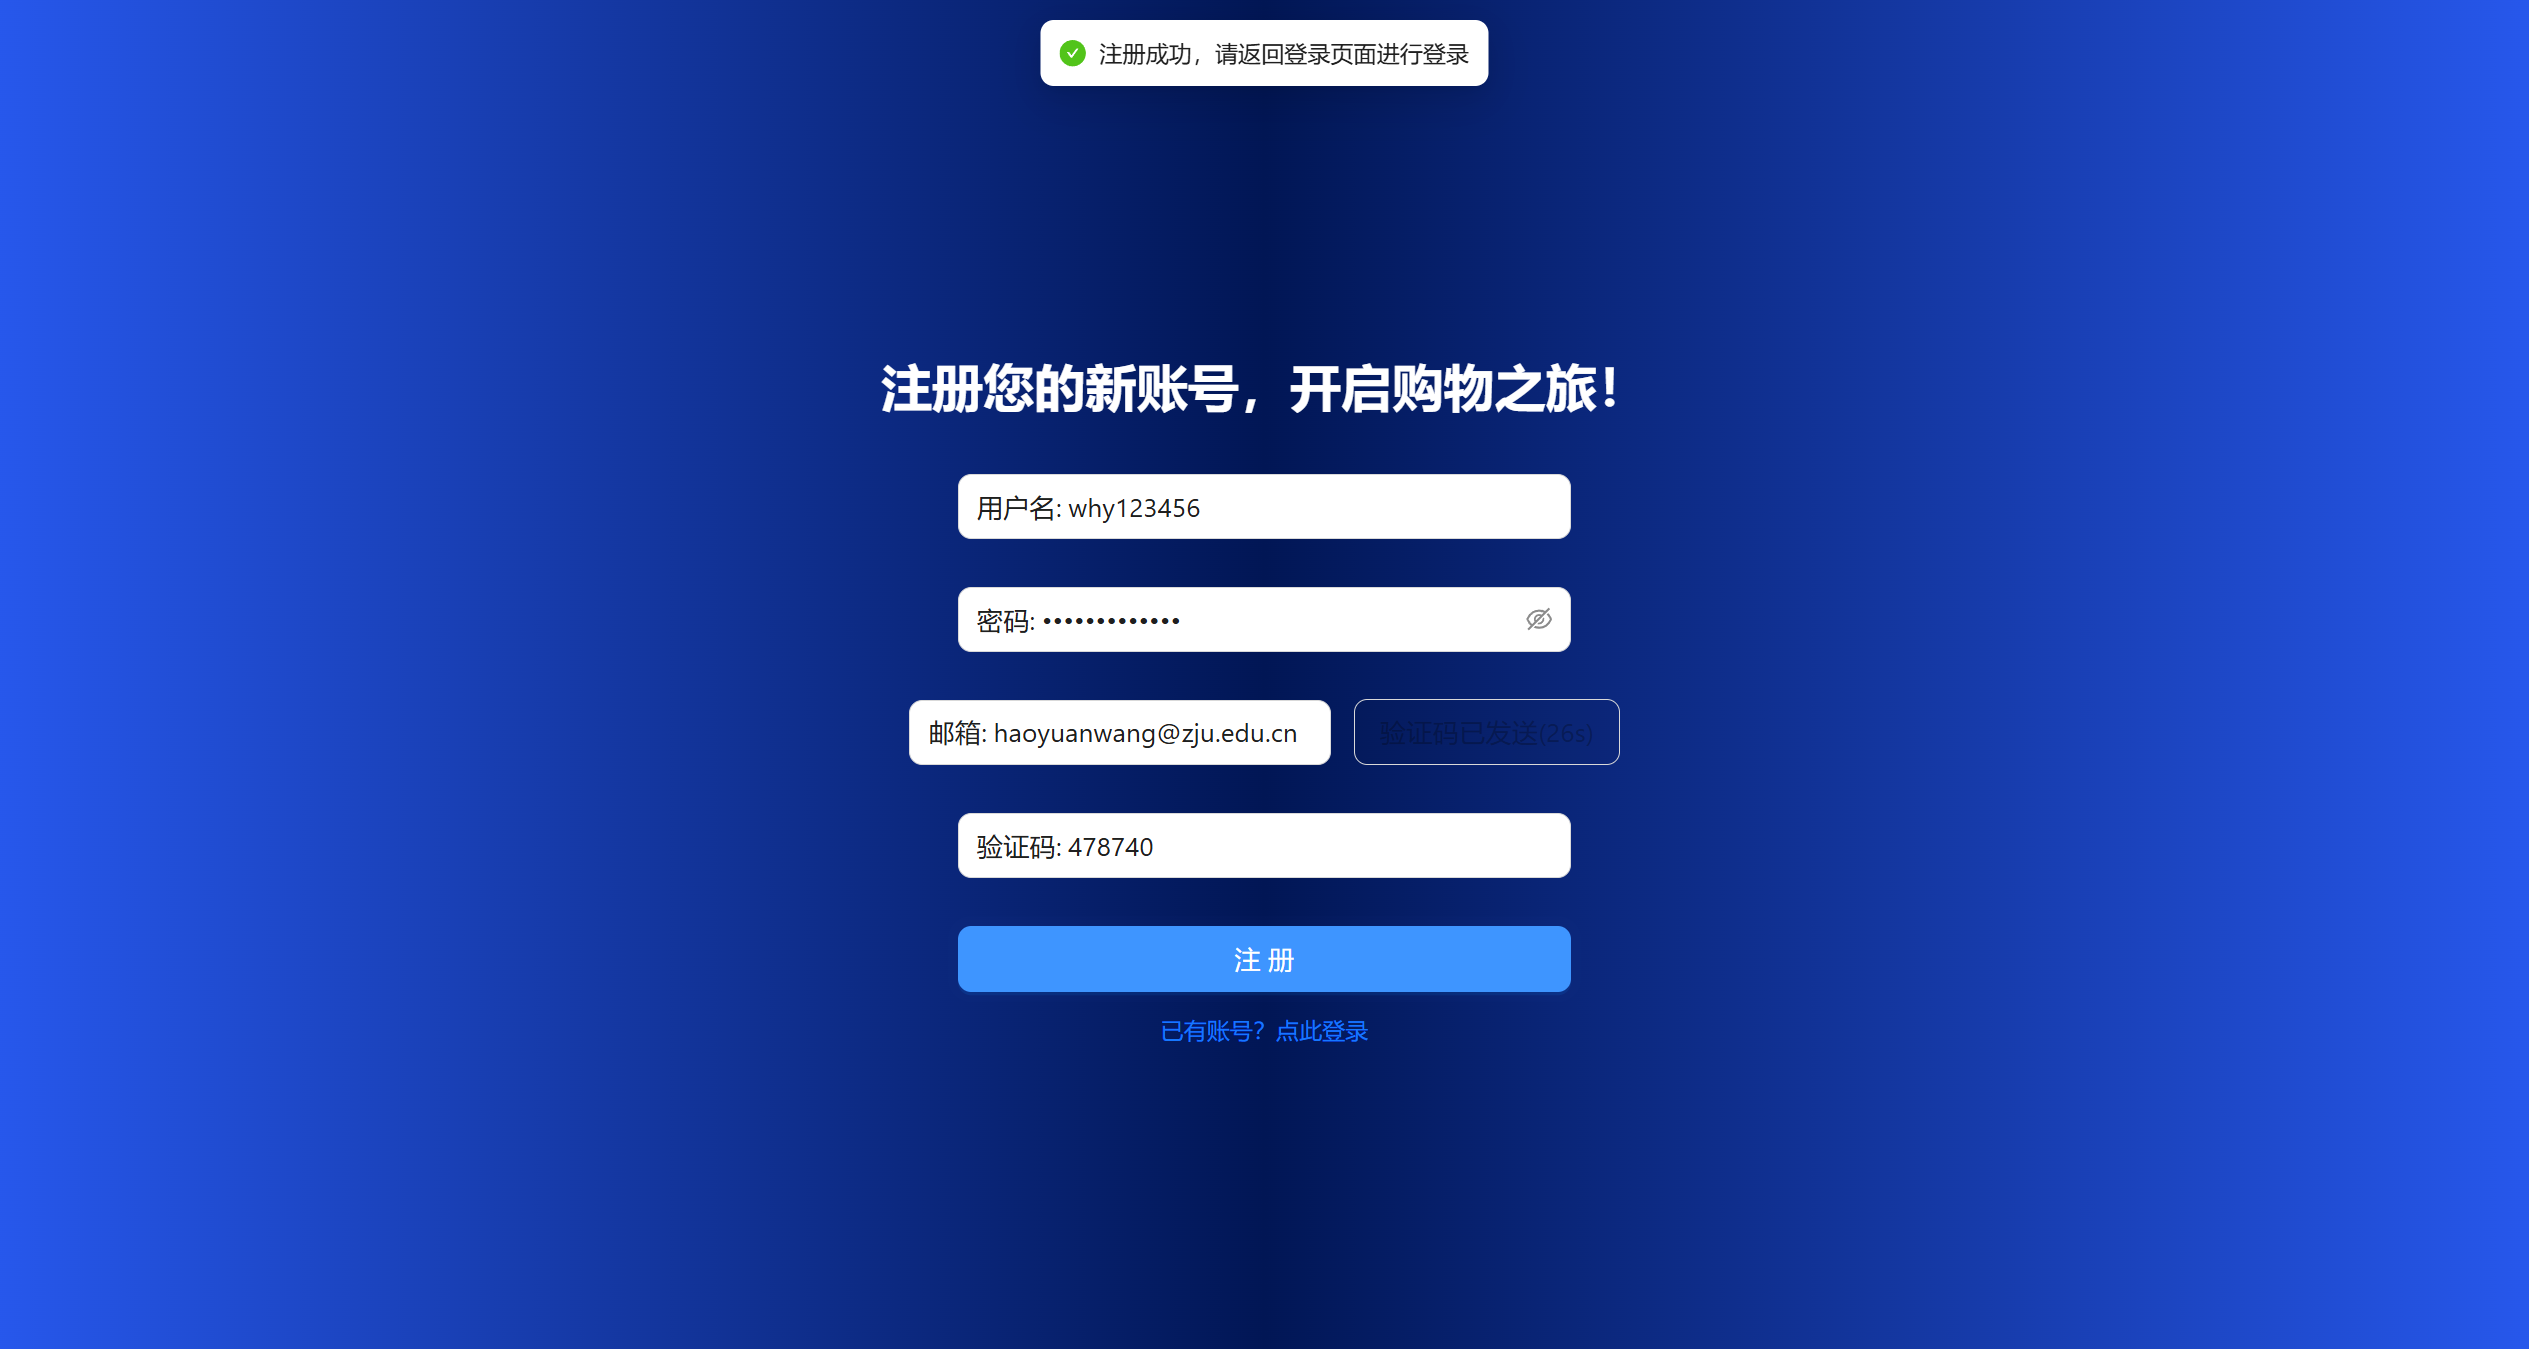 注册成功，请返回登录页面进行登录
注册您的新账号，开启购物之旅！
用户名: why123456
密码: •••••••••••••
邮箱: haoyuanwang@zju.edu.cn
验证码已发送(26s)
验证码: 478740
注 册
已有账号？点此登录